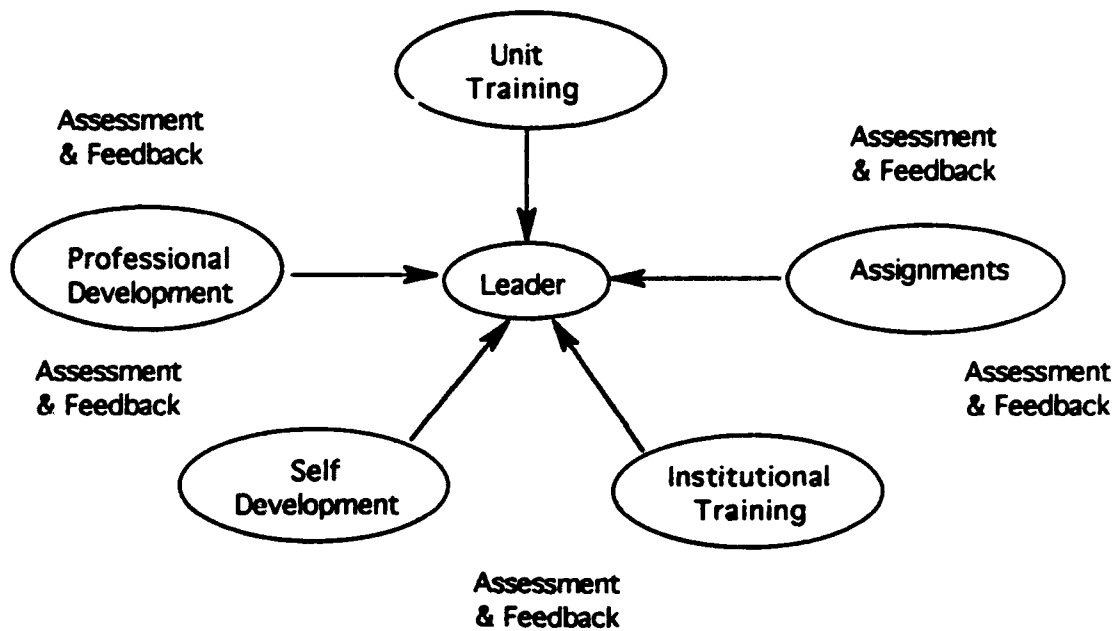 Unit
Training
Assessment
& Feedback
Assessment
& Feedback
Professional
Development
Leader
Assignments
Assessment
& Feedback
Assessment
& Feedback
Self
Development
Institutional
Training
Assessment
& Feedback